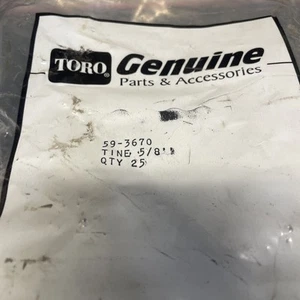 TORO®
Genuine
Parts & Accessories
59-3670
TINE 5/8"
QTY 25